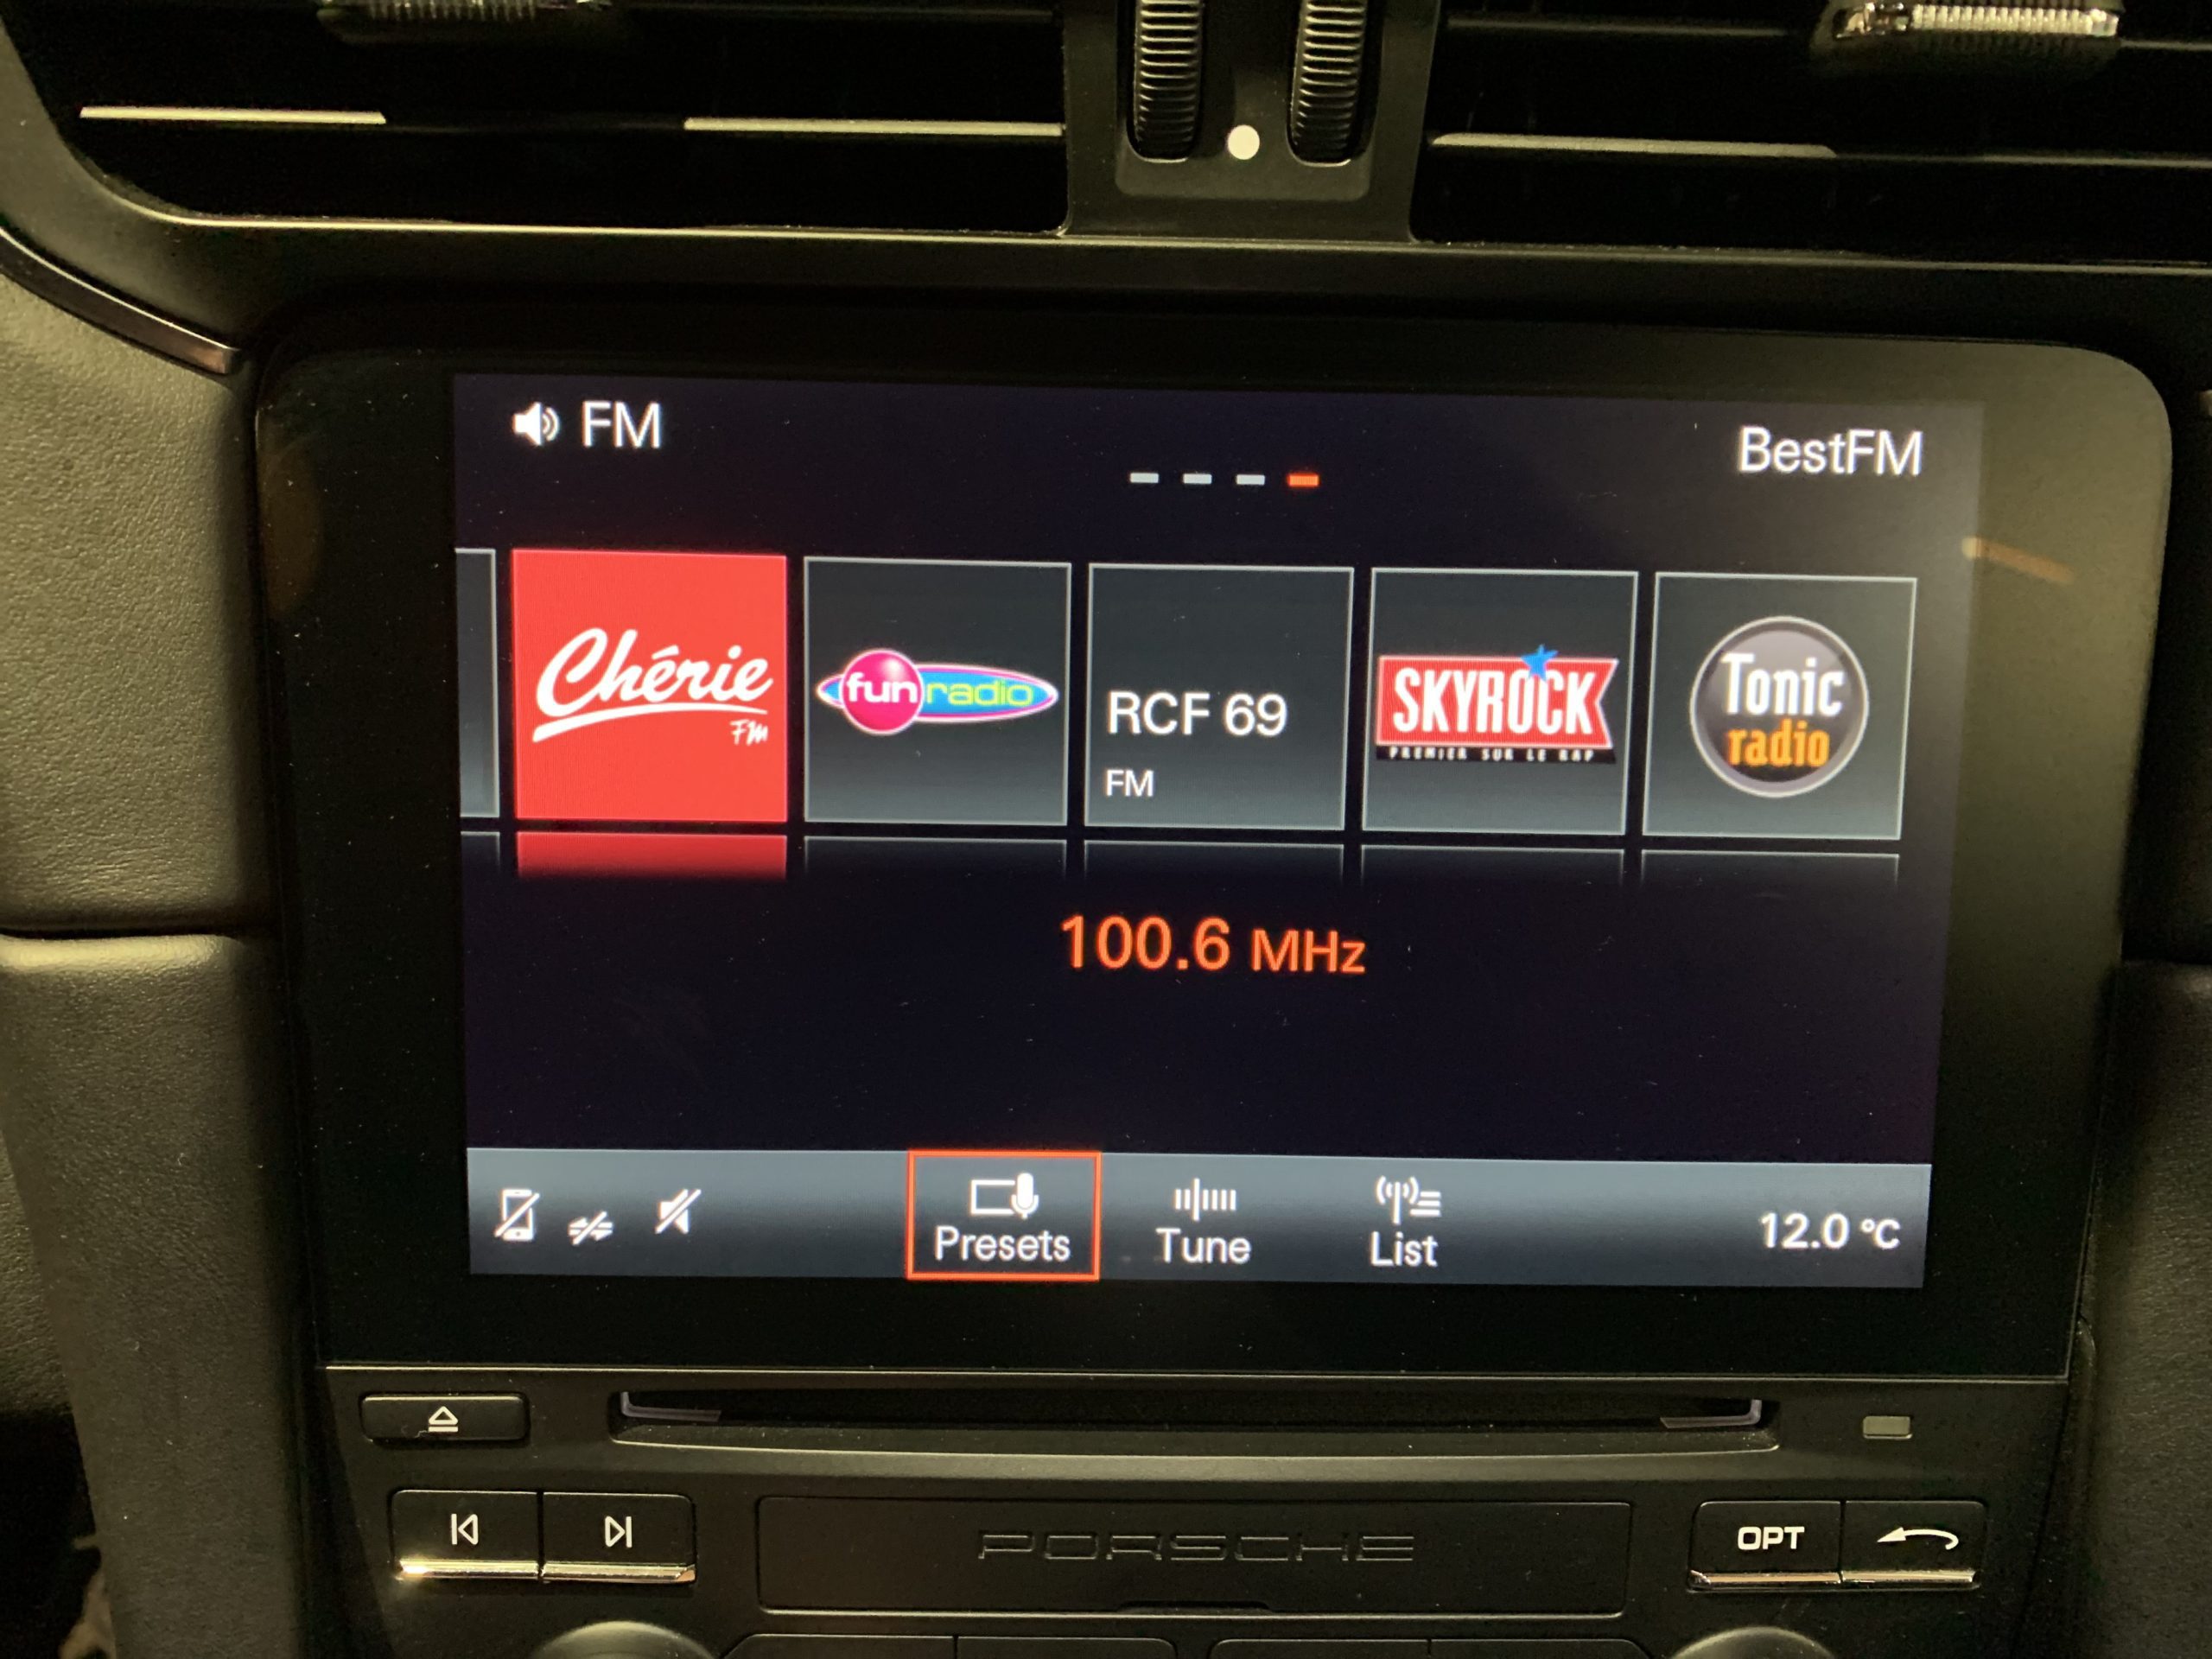 FM
BestFM
Chérie
FM
fun radio
RCF 69
FM
SKYROCK
PREMIER SUR LE RAP
Tonic
radio
100.6 MHz
Presets
Tune
List
12.0 °C
PORSCHE
OPT